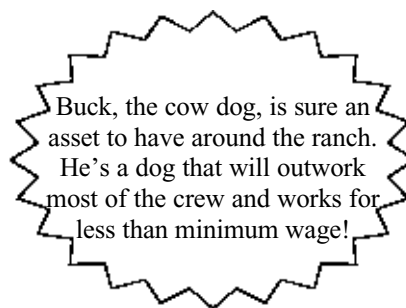 Buck, the cow dog, is sure an
asset to have around the ranch.
He’s a dog that will outwork
most of the crew and works for
less than minimum wage!